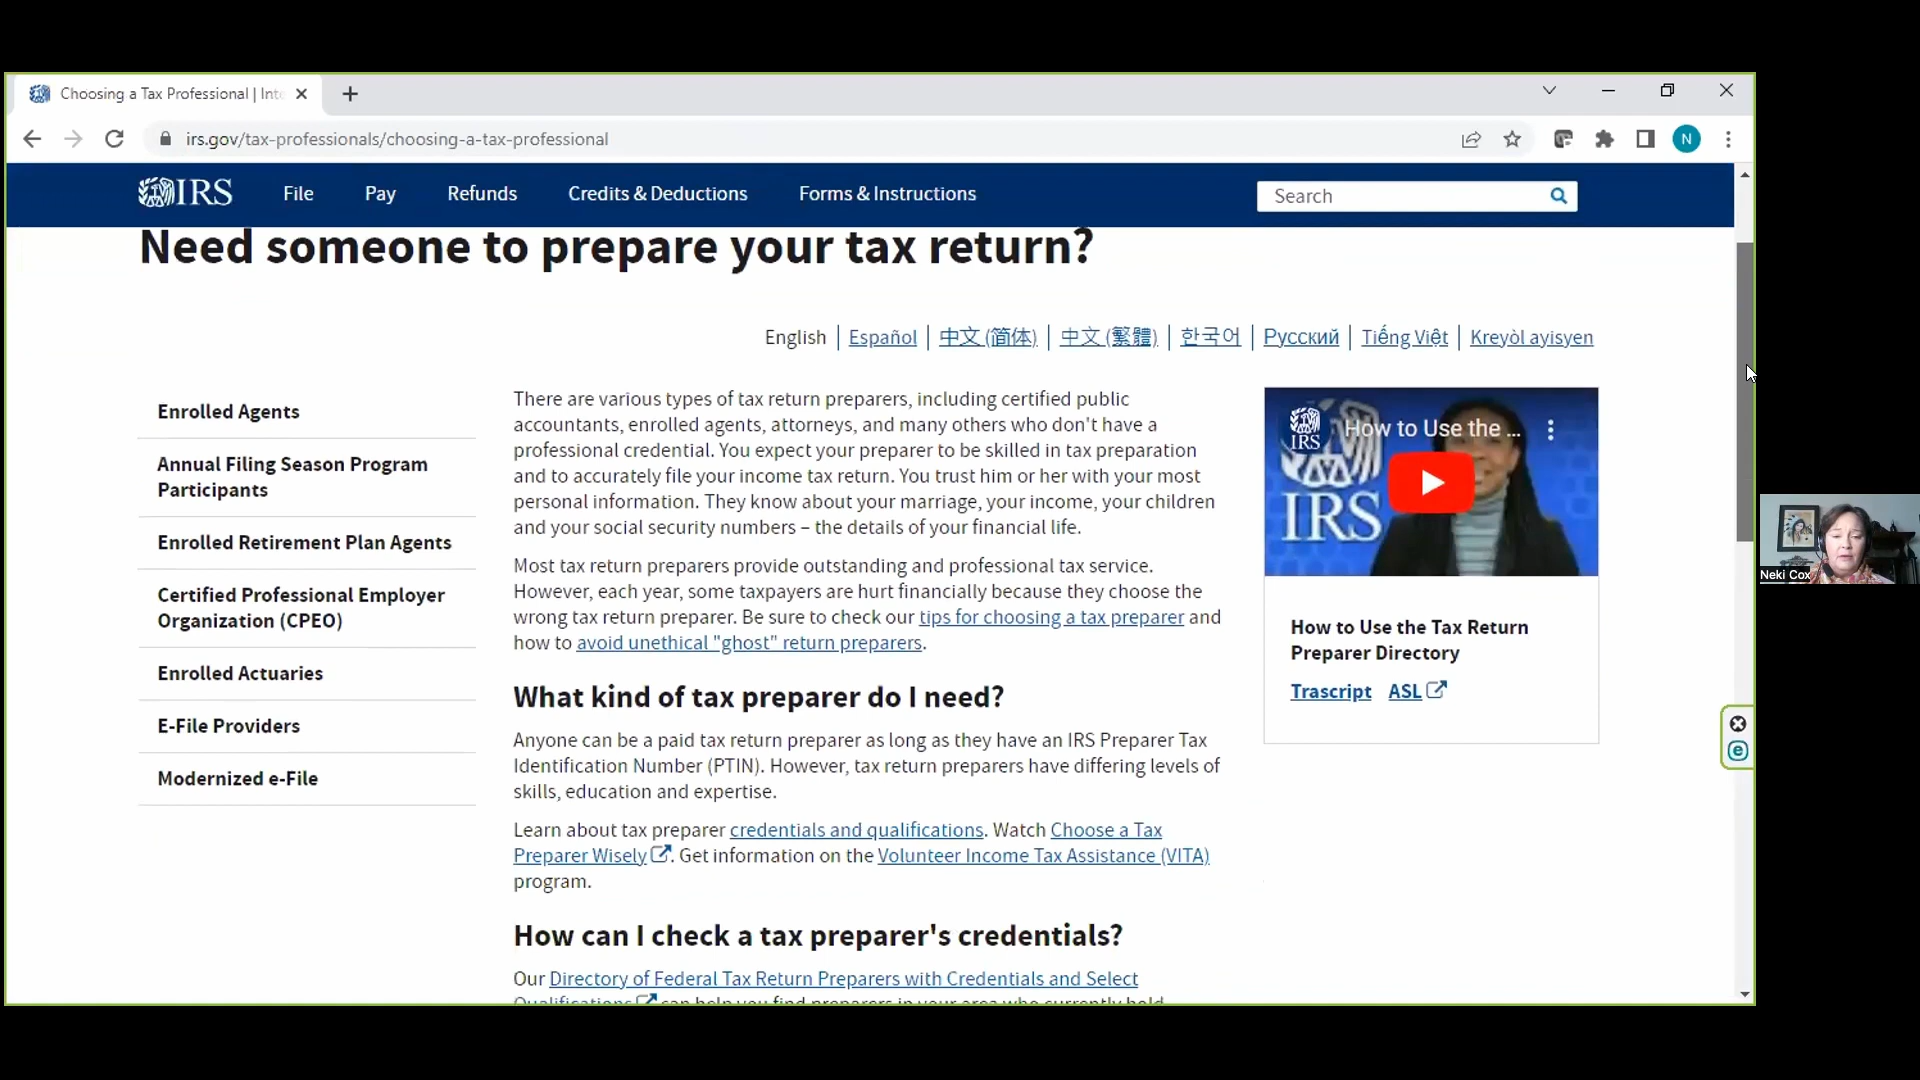 Choosing a Tax Professional | Inte
irs.gov/tax-professionals/choosing-a-tax-professional
N
IRS File Pay Refunds Credits & Deductions Forms & Instructions Search
Need someone to prepare your tax return?
English | Español | 中文 (简体) | 中文 (繁體) | 한국어 | Русский | Tiếng Việt | Kreyòl ayisyen
Enrolled Agents
Annual Filing Season Program
Participants
Enrolled Retirement Plan Agents
Certified Professional Employer
Organization (CPEO)
Enrolled Actuaries
E-File Providers
Modernized e-File
There are various types of tax return preparers, including certified public
accountants, enrolled agents, attorneys, and many others who don't have a
professional credential. You expect your preparer to be skilled in tax preparation
and to accurately file your income tax return. You trust him or her with your most
personal information. They know about your marriage, your income, your children
and your social security numbers – the details of your financial life.
Most tax return preparers provide outstanding and professional tax service.
However, each year, some taxpayers are hurt financially because they choose the
wrong tax return preparer. Be sure to check our tips for choosing a tax preparer and
how to avoid unethical "ghost" return preparers.
What kind of tax preparer do I need?
Anyone can be a paid tax return preparer as long as they have an IRS Preparer Tax
Identification Number (PTIN). However, tax return preparers have differing levels of
skills, education and expertise.
Learn about tax preparer credentials and qualifications. Watch Choose a Tax
Preparer Wisely. Get information on the Volunteer Income Tax Assistance (VITA)
program.
How can I check a tax preparer's credentials?
Our Directory of Federal Tax Return Preparers with Credentials and Select
Qualifications can help you find preparers in your area who currently hold
IRS
How to Use the ...
IRS
How to Use the Tax Return
Preparer Directory
Trascript ASL
e
Neki Cox